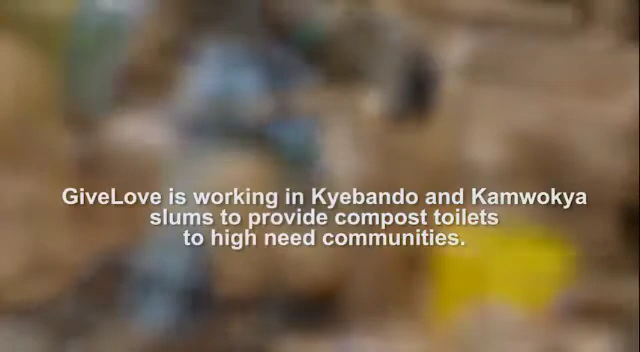 GiveLove is working in Kyebando and Kamwokya
slums to provide compost toilets
to high need communities.